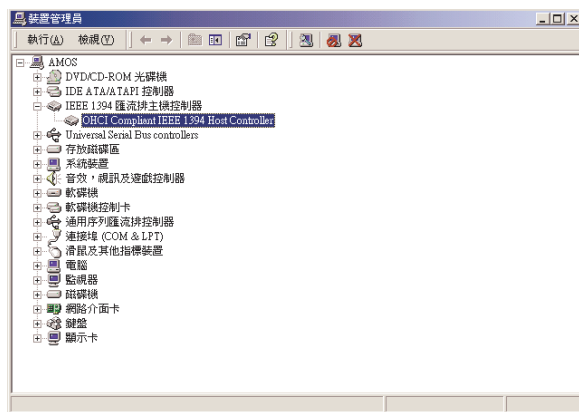 裝置管理員
執行(A) 檢視(V)
AMOS
DVD/CD-ROM 光碟機
IDE ATA/ATAPI 控制器
IEEE 1394 匯流排主機控制器
OHCI Compliant IEEE 1394 Host Controller
Universal Serial Bus controllers
存放磁碟區
系統裝置
音效，視訊及遊戲控制器
軟碟機
軟碟機控制卡
通用序列匯流排控制器
連接埠 (COM & LPT)
滑鼠及其他指標裝置
電腦
監視器
磁碟機
網路介面卡
鍵盤
顯示卡